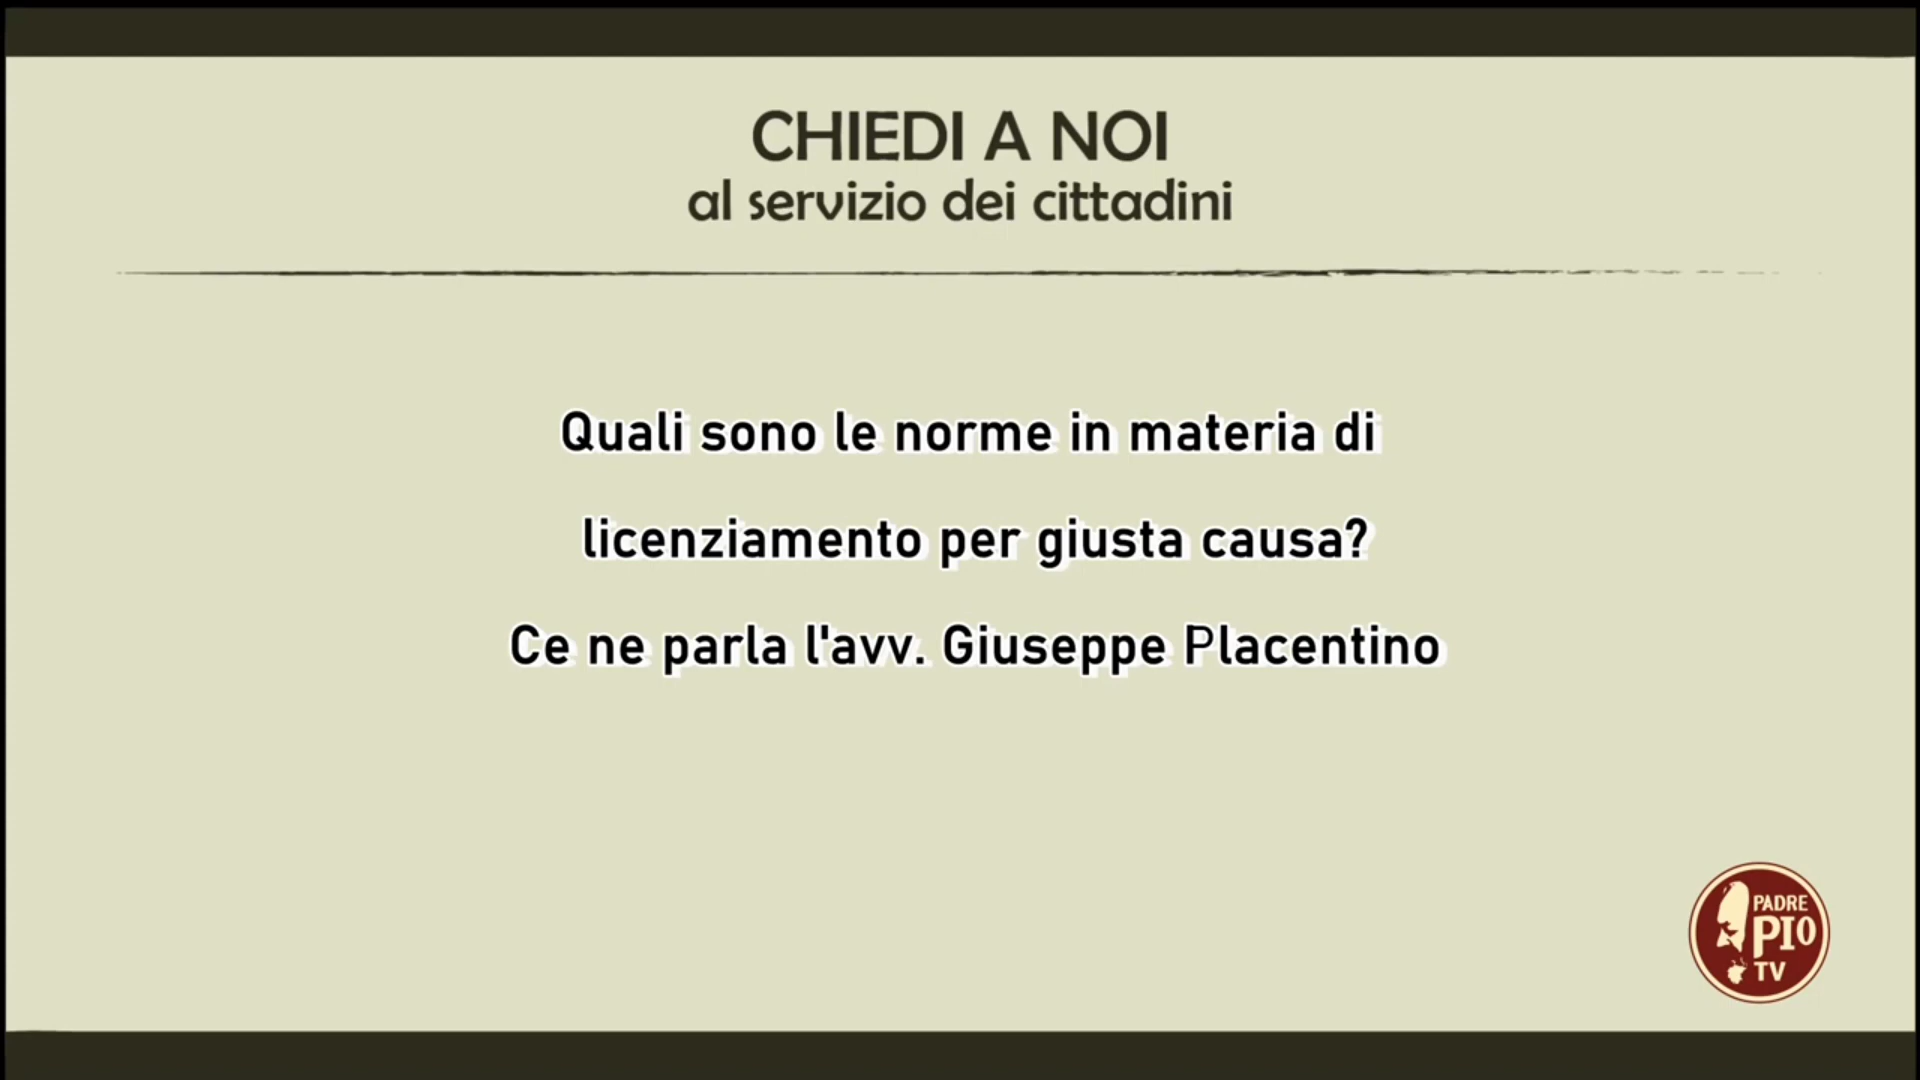 CHIEDI A NOI
al servizio dei cittadini
Quali sono le norme in materia di
licenziamento per giusta causa?
Ce ne parla l'avv. Giuseppe Placentino
PADRE
PIO
TV